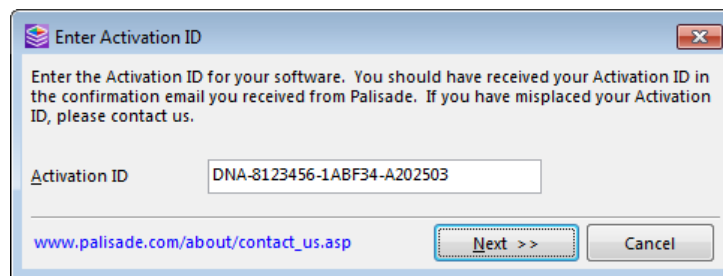 Enter Activation ID
Enter the Activation ID for your software.  You should have received your Activation ID in
the confirmation email you received from Palisade.  If you have misplaced your Activation
ID, please contact us.
Activation ID
DNA-8123456-1ABF34-A202503
www.palisade.com/about/contact_us.asp
Next >>
Cancel